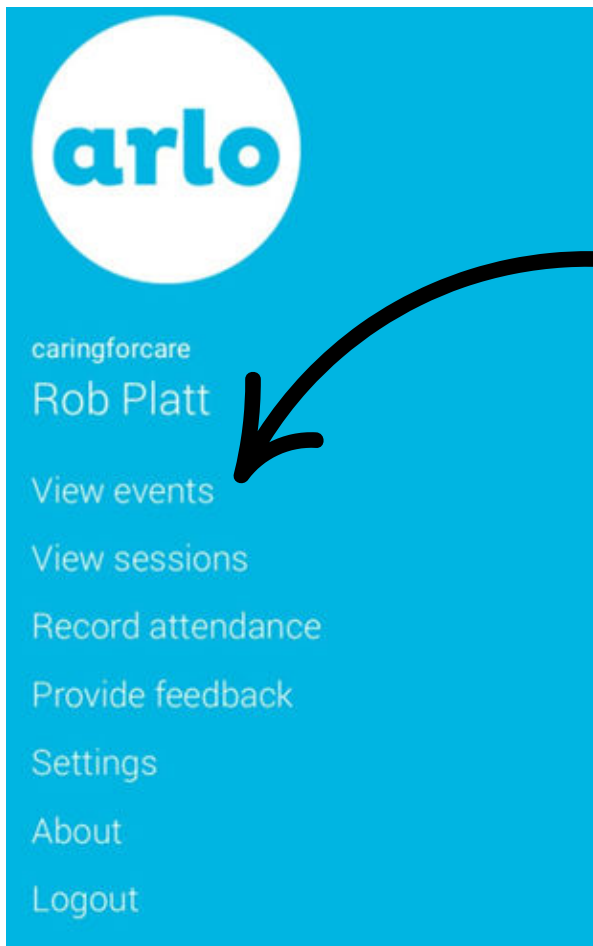 arlo
caringforcare
Rob Platt
View events
View sessions
Record attendance
Provide feedback
Settings
About
Logout